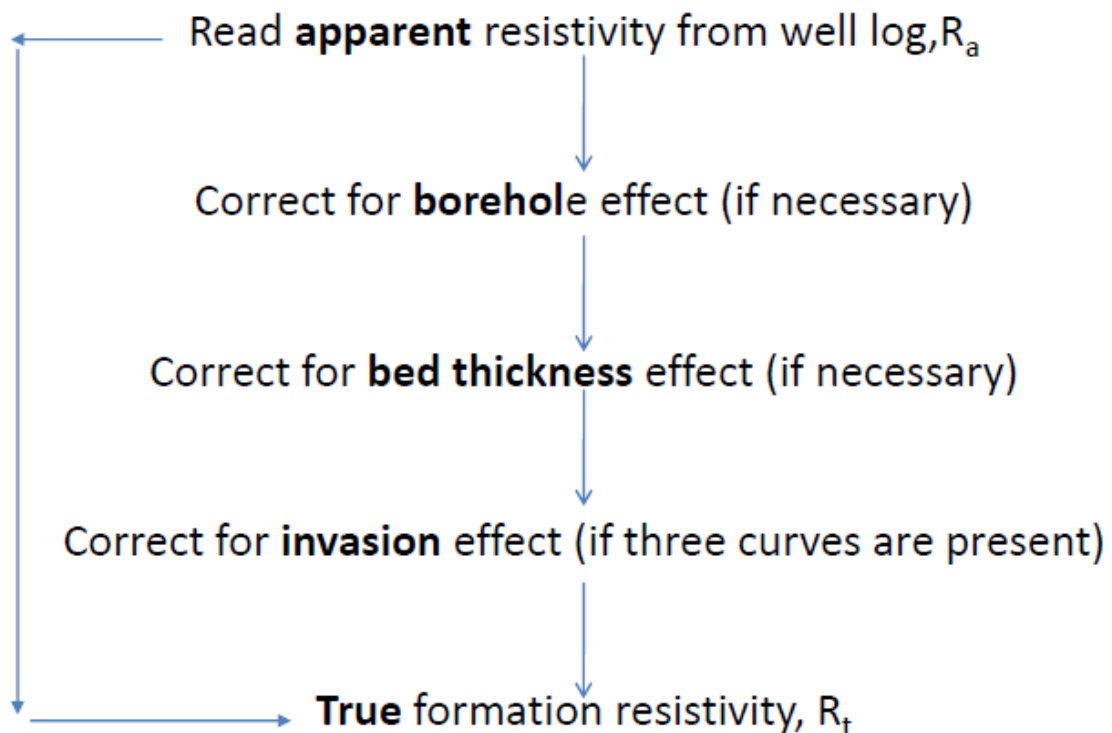 Read apparent resistivity from well log,Rₐ
Correct for borehole effect (if necessary)
Correct for bed thickness effect (if necessary)
Correct for invasion effect (if three curves are present)
True formation resistivity, Rₜ